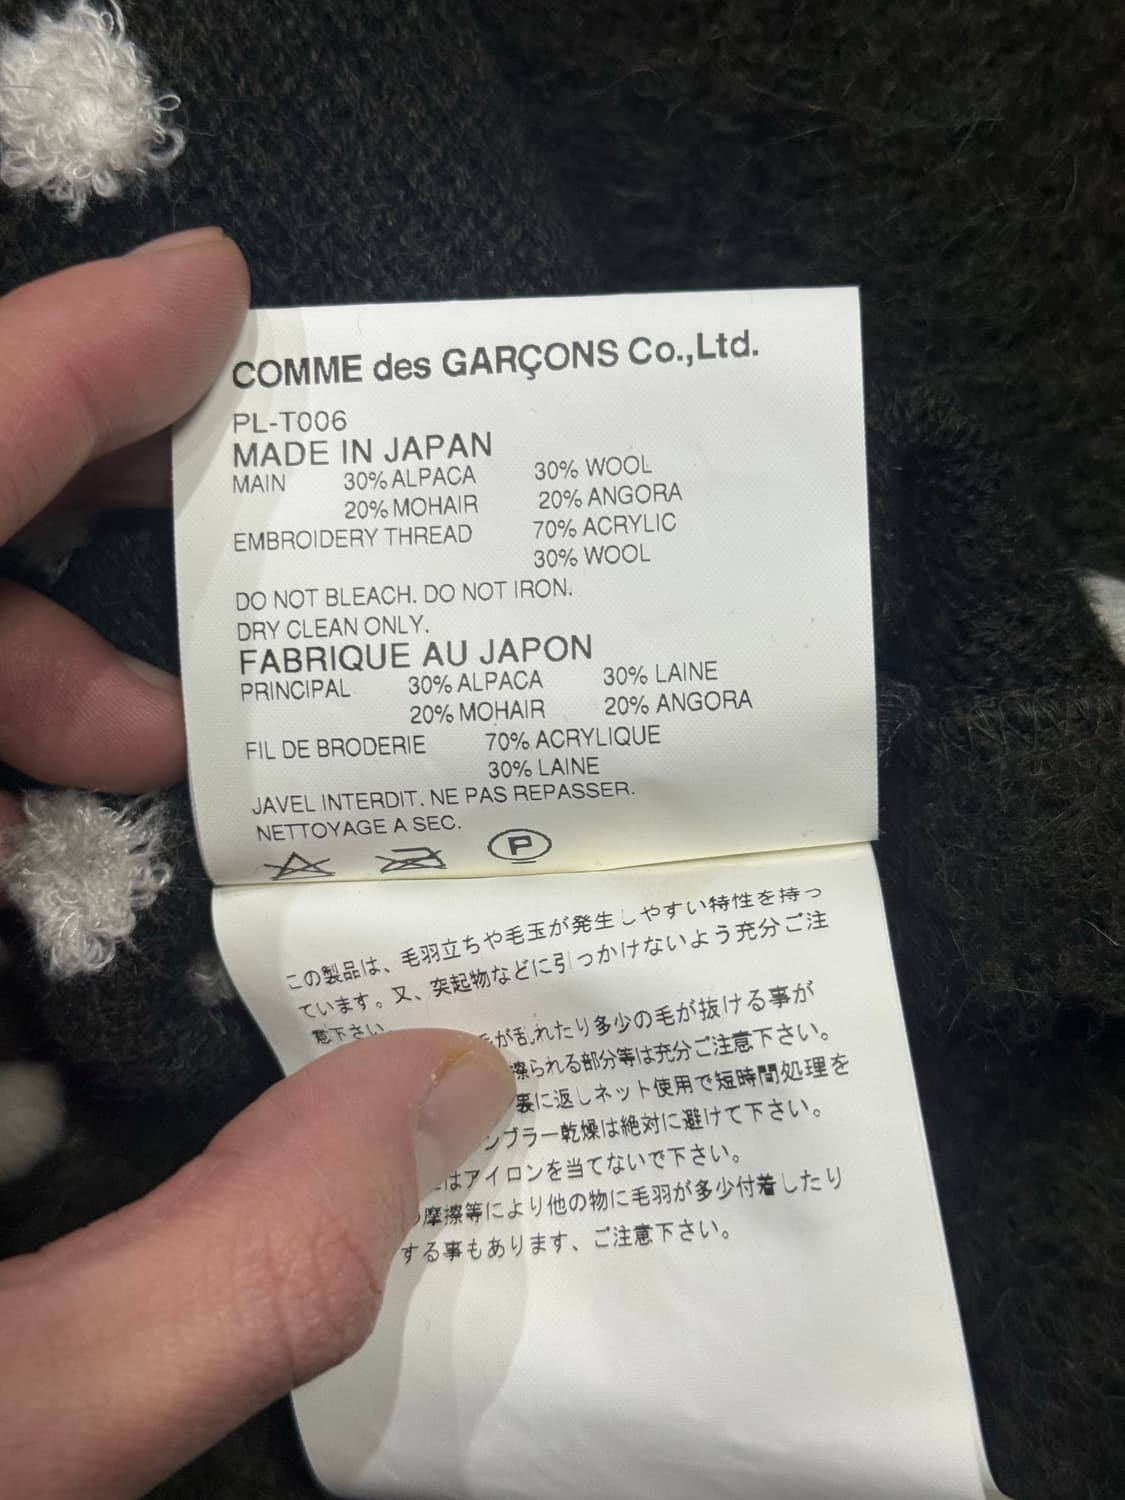 COMME des GARÇONS Co.,Ltd.
PL-T006
MADE IN JAPAN
MAIN 30% ALPACA 30% WOOL
20% MOHAIR 20% ANGORA
EMBROIDERY THREAD 70% ACRYLIC
30% WOOL
DO NOT BLEACH. DO NOT IRON.
DRY CLEAN ONLY.
FABRIQUE AU JAPON
PRINCIPAL 30% ALPACA 30% LAINE
20% MOHAIR 20% ANGORA
FIL DE BRODERIE 70% ACRYLIQUE
30% LAINE
JAVEL INTERDIT. NE PAS REPASSER.
NETTOYAGE A SEC.
P
この製品は、毛羽立ちや毛玉が発生しやすい特性を持っ
ています。又、突起物などに引っかけないよう充分ご注
意下さい。
毛が乱れたり多少の毛が抜ける事が
擦られる部分等は充分ご注意下さい。
裏に返しネット使用で短時間処理を
ンブラー乾燥は絶対に避けて下さい。
はアイロンを当てないで下さい。
摩擦等により他の物に毛羽が多少付着したり
する事もあります、ご注意下さい。